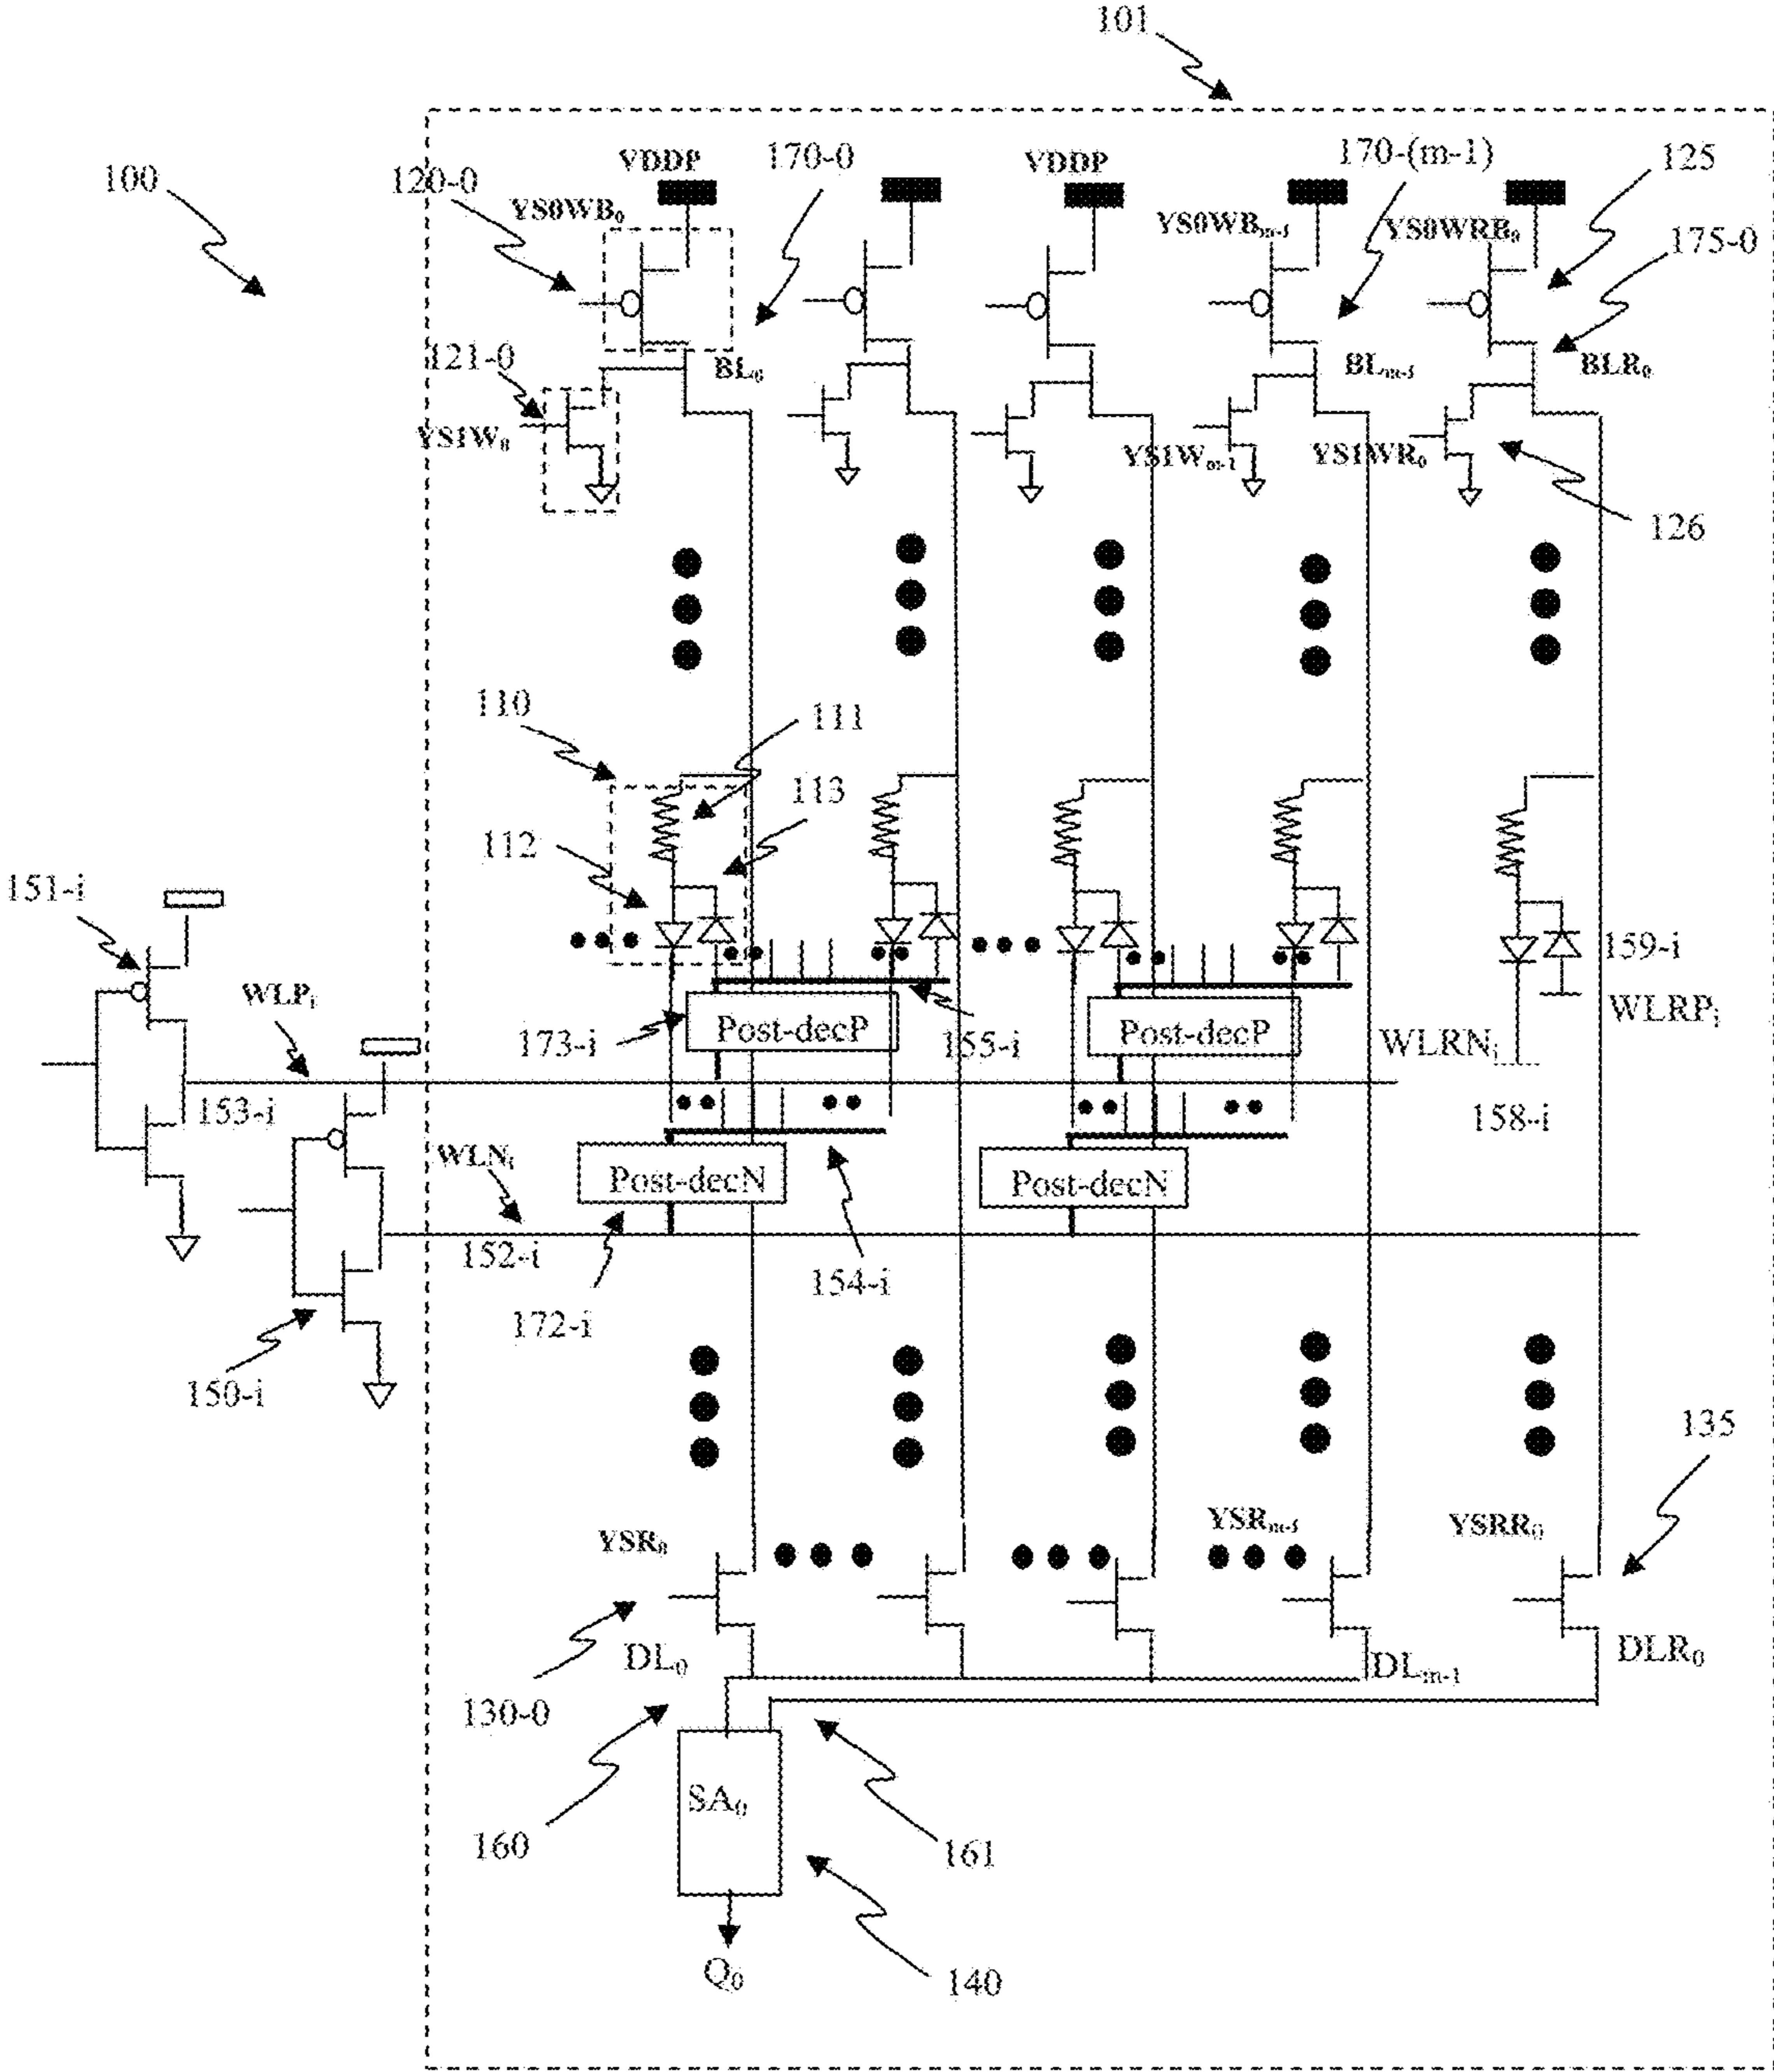 101
100
120-0
VDDP
170-0
VDDP
170-(m-1)
125
YS0WB₀
YS0WBₘ₋₁
YS0WRB₀
175-0
121-0
BL₀
BLₘ₋₁
BLR₀
YS1W₀
YS1Wₘ₋₁
YS1WR₀
126
110
111
113
112
151-i
WLPᵢ
159-i
WLRPᵢ
173-i
Post-decP
155-i
Post-decP
WLRNᵢ
153-i
158-i
WLNᵢ
Post-decN
Post-decN
152-i
154-i
172-i
150-i
135
YSR₀
YSRₘ₋₁
YSRR₀
DL₀
DLₘ₋₁
DLR₀
130-0
SA₀
160
161
Q₀
140